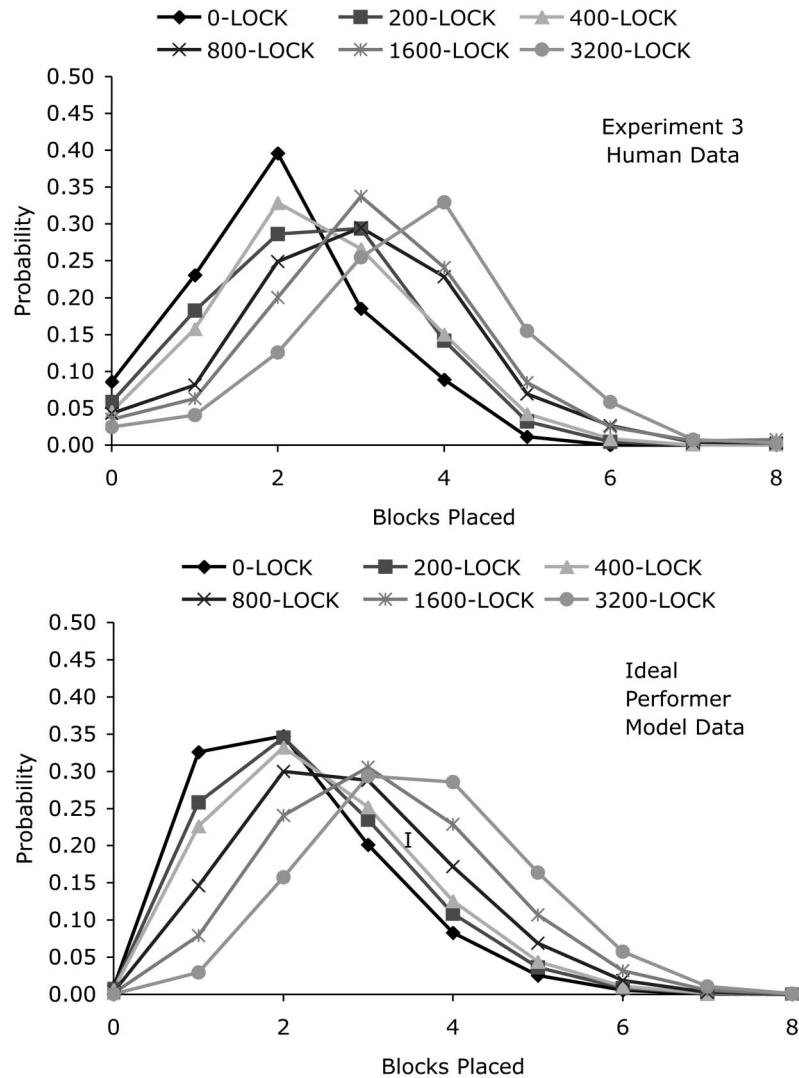 0-LOCK 200-LOCK 400-LOCK
800-LOCK 1600-LOCK 3200-LOCK
0.50
0.45
0.40
0.35
0.30
0.25
0.20
0.15
0.10
0.05
0.00
Probability
Experiment 3
Human Data
0 2 4 6 8
Blocks Placed
0-LOCK 200-LOCK 400-LOCK
800-LOCK 1600-LOCK 3200-LOCK
0.50
0.45
0.40
0.35
0.30
0.25
0.20
0.15
0.10
0.05
0.00
Probability
Ideal
Performer
Model Data
0 2 4 6 8
Blocks Placed